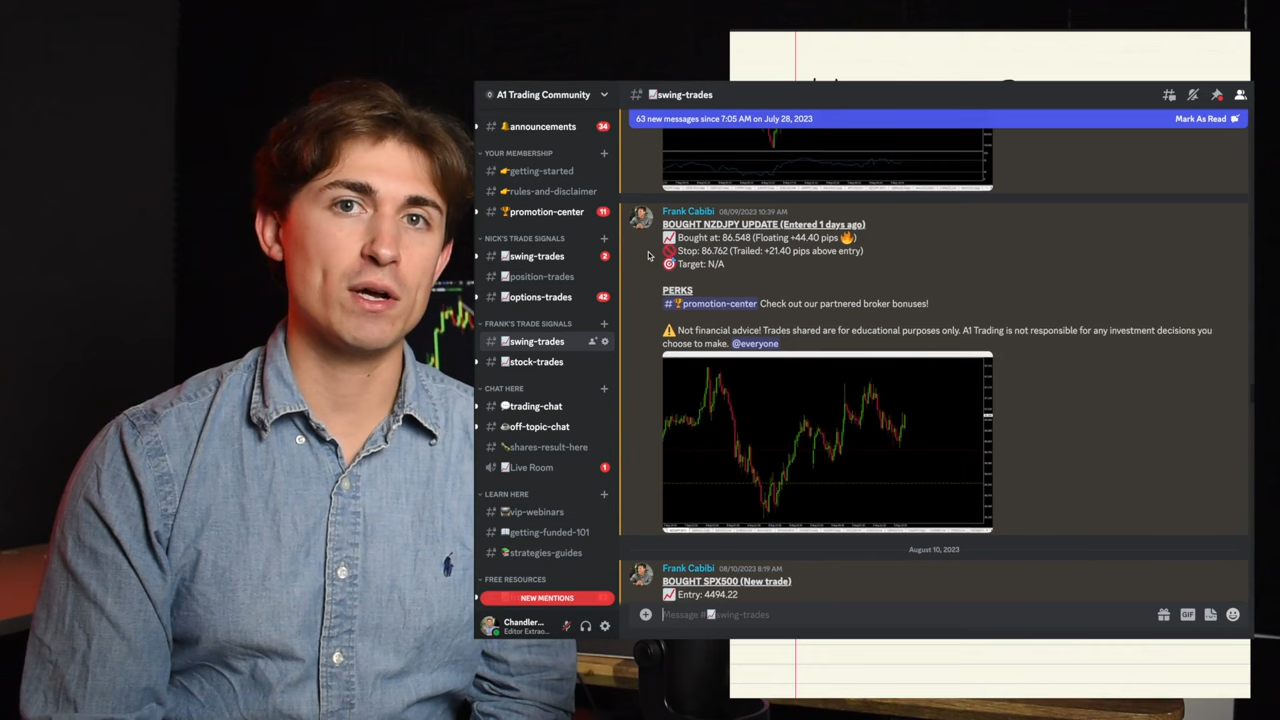 A1 Trading Community
announcements
34
YOUR MEMBERSHIP
getting-started
rules-and-disclaimer
promotion-center
11
NICK'S TRADE SIGNALS
swing-trades
2
position-trades
options-trades
42
FRANK'S TRADE SIGNALS
swing-trades
stock-trades
CHAT HERE
trading-chat
off-topic-chat
shares-result-here
Live Room
1
LEARN HERE
vip-webinars
getting-funded-101
strategies-guides
FREE RESOURCES
NEW MENTIONS
Chandler...
Editor Extrao...
swing-trades
63 new messages since 7:05 AM on July 28, 2023
Mark As Read
Frank Cabibi 08/09/2023 10:39 AM
BOUGHT NZDJPY UPDATE (Entered 1 days ago)
Bought at: 86.548 (Floating +44.40 pips 🔥)
Stop: 86.762 (Trailed: +21.40 pips above entry)
Target: N/A
PERKS
#🏆promotion-center Check out our partnered broker bonuses!
⚠️ Not financial advice! Trades shared are for educational purposes only. A1 Trading is not responsible for any investment decisions you
choose to make. @everyone
August 10, 2023
Frank Cabibi 08/10/2023 8:19 AM
BOUGHT SPX500 (New trade)
Entry: 4494.22
Message #📈swing-trades
GIF